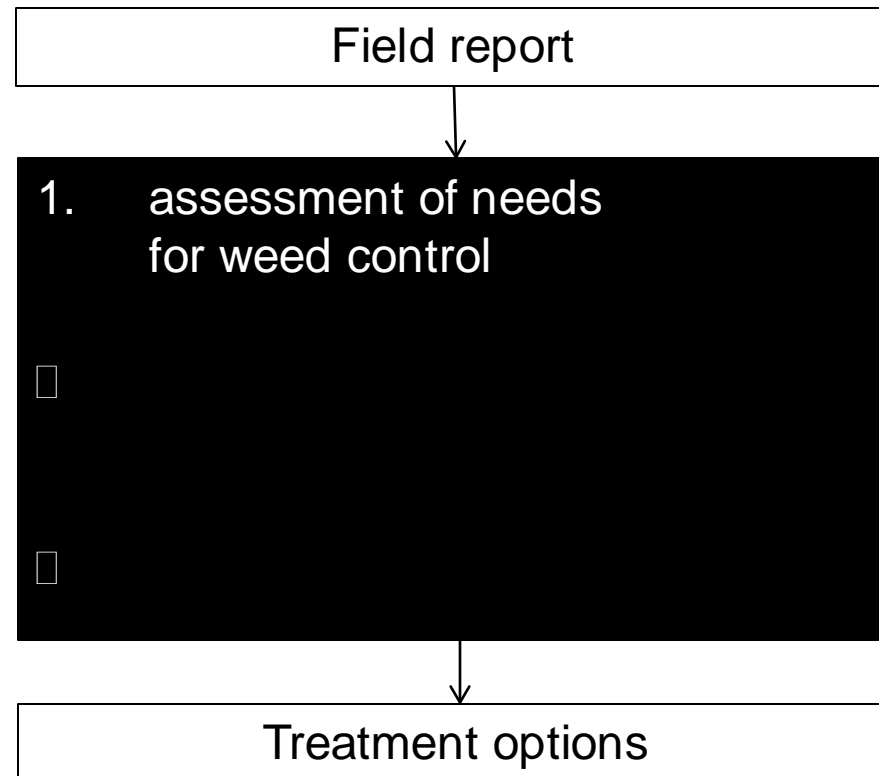 Field report
1. assessment of needs
for weed control
Treatment options